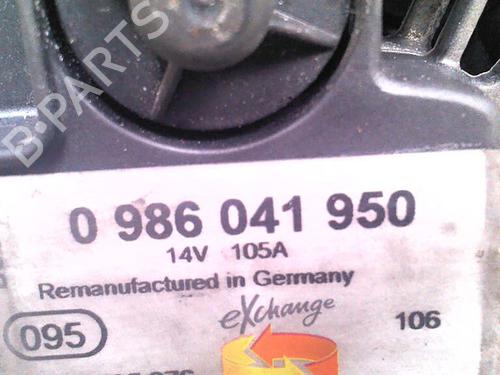 B-PARTS
0 986 041 950
14V 105A
Remanufactured in Germany
eXchange
095
106